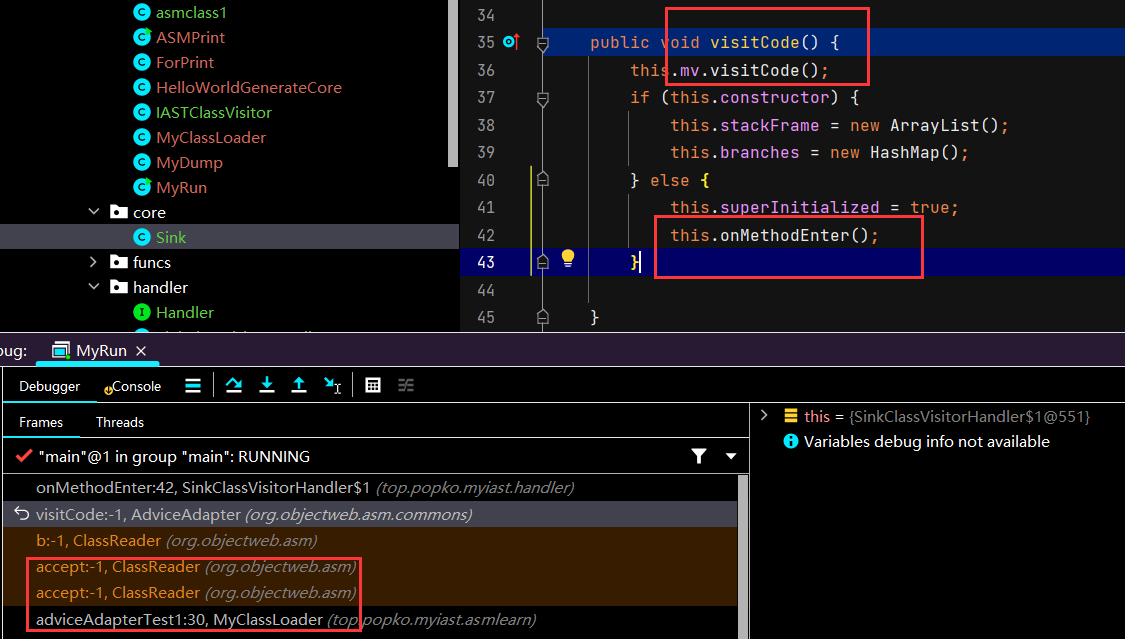 asmclass1
ASMPrint
ForPrint
HelloWorldGenerateCore
IASTClassVisitor
MyClassLoader
MyDump
MyRun
core
Sink
funcs
handler
Handler
34
35 public void visitCode() {
36 this.mv.visitCode();
37 if (this.constructor) {
38 this.stackFrame = new ArrayList();
39 this.branches = new HashMap();
40 } else {
41 this.superInitialized = true;
42 this.onMethodEnter();
43 }
44
45 }
bug: MyRun
Debugger Console
Frames Threads
"main"@1 in group "main": RUNNING
onMethodEnter:42, SinkClassVisitorHandler$1 (top.popko.myiast.handler)
visitCode:-1, AdviceAdapter (org.objectweb.asm.commons)
b:-1, ClassReader (org.objectweb.asm)
accept:-1, ClassReader (org.objectweb.asm)
accept:-1, ClassReader (org.objectweb.asm)
adviceAdapterTest1:30, MyClassLoader (top.popko.myiast.asmlearn)
this = {SinkClassVisitorHandler$1@551}
Variables debug info not available